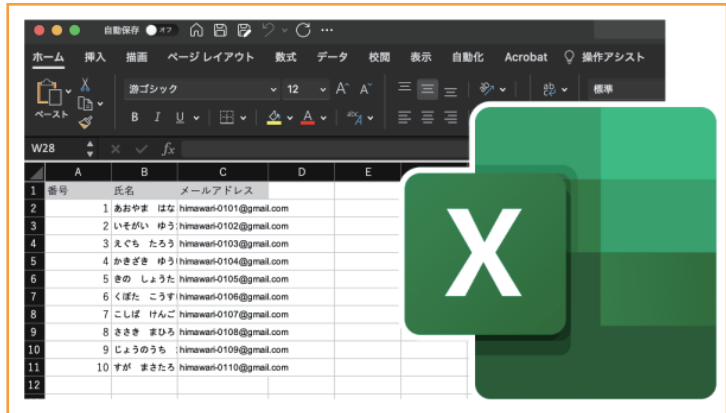 自動保存 オフ
ホーム 挿入 描画 ページ レイアウト 数式 データ 校閲 表示 自動化 Acrobat 操作アシスト
游ゴシック 12 標準
ペースト B I U A
W28 fx
A B C D E
1 番号 氏名 メールアドレス
2 1 あおやま はな himawari-0101@gmail.com
3 2 いそがい ゆう himawari-0102@gmail.com
4 3 えぐち たろう himawari-0103@gmail.com
5 4 かきざき ゆう himawari-0104@gmail.com
6 5 きの しょうた himawari-0105@gmail.com
7 6 くぼた こうす himawari-0106@gmail.com
8 7 こしば けんご himawari-0107@gmail.com
9 8 ささき まひろ himawari-0108@gmail.com
10 9 じょうのうち himawari-0109@gmail.com
11 10 すが まさたろ himawari-0110@gmail.com
12
X